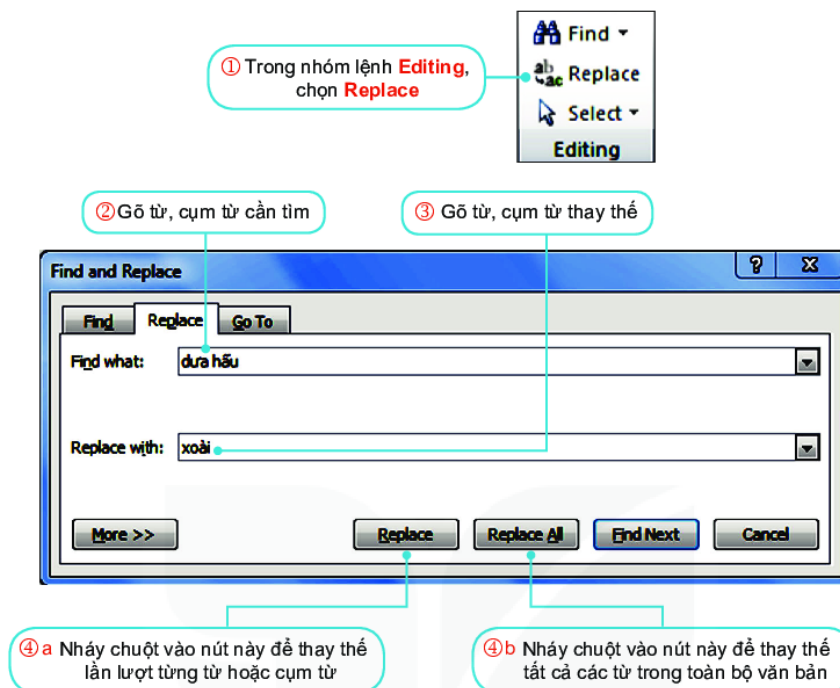 Find
① Trong nhóm lệnh Editing,
chọn Replace
Replace
Select
Editing
② Gõ từ, cụm từ cần tìm
③ Gõ từ, cụm từ thay thế
Find and Replace
Find Replace Go To
Find what: dưa hấu
Replace with: xoài
More >> Replace Replace All Find Next Cancel
④a Nháy chuột vào nút này để thay thế
lần lượt từng từ hoặc cụm từ
④b Nháy chuột vào nút này để thay thế
tất cả các từ trong toàn bộ văn bản